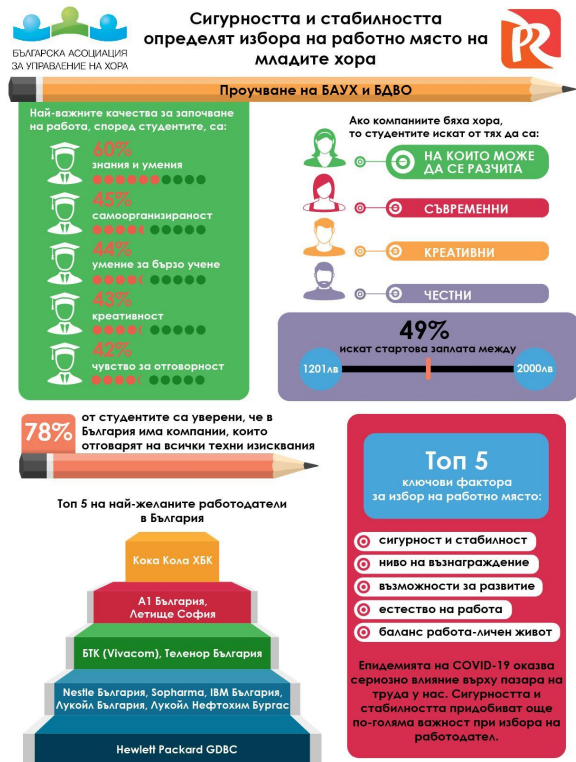 БЪЛГАРСКА АСОЦИАЦИЯ
ЗА УПРАВЛЕНИЕ НА ХОРА
Сигурността и стабилността
определят избора на работно място на
младите хора
PR
Проучване на БАУХ и БДВО
Най-важните качества за започване
на работа, според студентите, са:
60%
знания и умения
45%
самоорганизираност
44%
умение за бързо учене
43%
креативност
42%
чувство за отговорност
Ако компаниите бяха хора,
то студентите искат от тях да са:
НА КОИТО МОЖЕ
ДА СЕ РАЗЧИТА
СЪВРЕМЕННИ
КРЕАТИВНИ
ЧЕСТНИ
49%
искат стартова заплата между
1201лв
2000лв
78%
от студентите са уверени, че в
България има компании, които
отговарят на всички техни изисквания
Топ 5 на най-желаните работодатели
в България
Кока Кола ХБК
А1 България,
Летище София
БТК (Vivacom), Теленор България
Nestle България, Sopharma, IBM България,
Лукойл България, Лукойл Нефтохим Бургас
Hewlett Packard GDBC
Топ 5
ключови фактора
за избор на работно място:
сигурност и стабилност
ниво на възнаграждение
възможности за развитие
естество на работа
баланс работа-личен живот
Епидемията на COVID-19 оказва
сериозно влияние върху пазара на
труда у нас. Сигурността и
стабилността придобиват още
по-голяма важност при избора на
работодател.